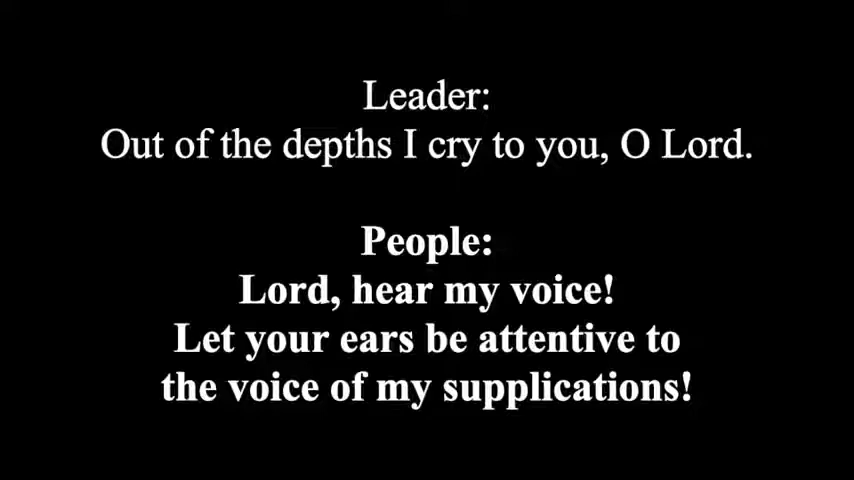 Leader:
Out of the depths I cry to you, O Lord.
People:
Lord, hear my voice!
Let your ears be attentive to
the voice of my supplications!